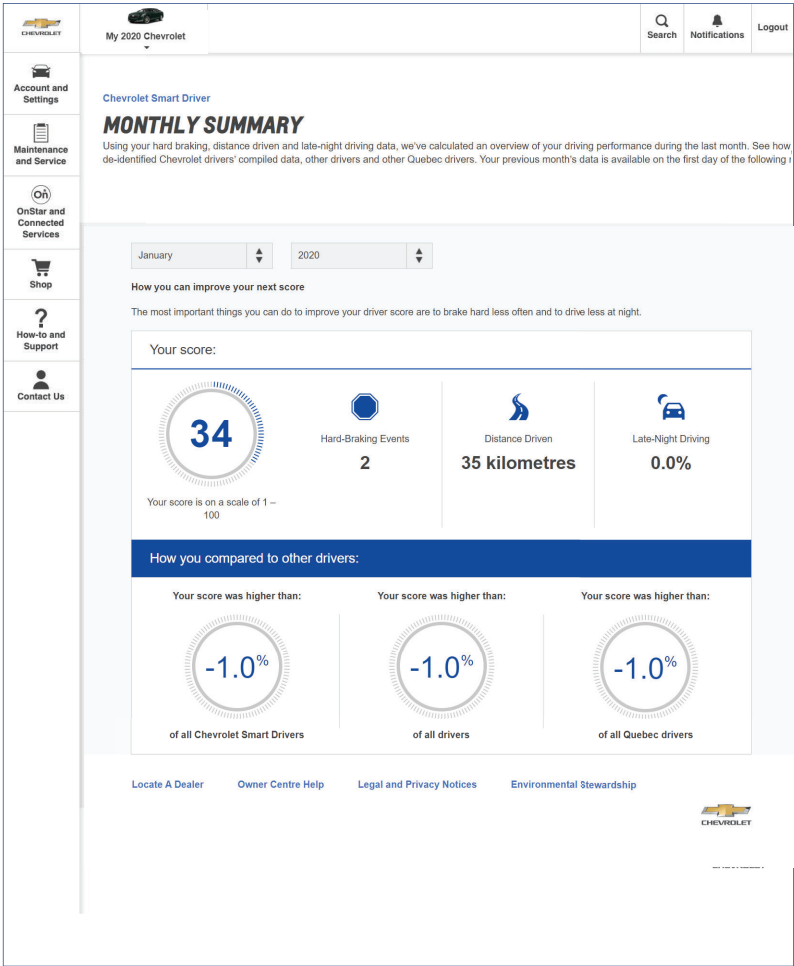 CHEVROLET
My 2020 Chevrolet
Search
Notifications
Logout
Account and
Settings
Maintenance
and Service
On
OnStar and
Connected
Services
Shop
?
How-to and
Support
Contact Us
Chevrolet Smart Driver
MONTHLY SUMMARY
Using your hard braking, distance driven and late-night driving data, we've calculated an overview of your driving performance during the last month. See how
de-identified Chevrolet drivers' compiled data, other drivers and other Quebec drivers. Your previous month's data is available on the first day of the following
January
2020
How you can improve your next score
The most important things you can do to improve your driver score are to brake hard less often and to drive less at night.
Your score:
34
Your score is on a scale of 1 –
100
Hard-Braking Events
2
Distance Driven
35 kilometres
Late-Night Driving
0.0%
How you compared to other drivers:
Your score was higher than:
-1.0%
of all Chevrolet Smart Drivers
Your score was higher than:
-1.0%
of all drivers
Your score was higher than:
-1.0%
of all Quebec drivers
Locate A Dealer
Owner Centre Help
Legal and Privacy Notices
Environmental Stewardship
CHEVROLET